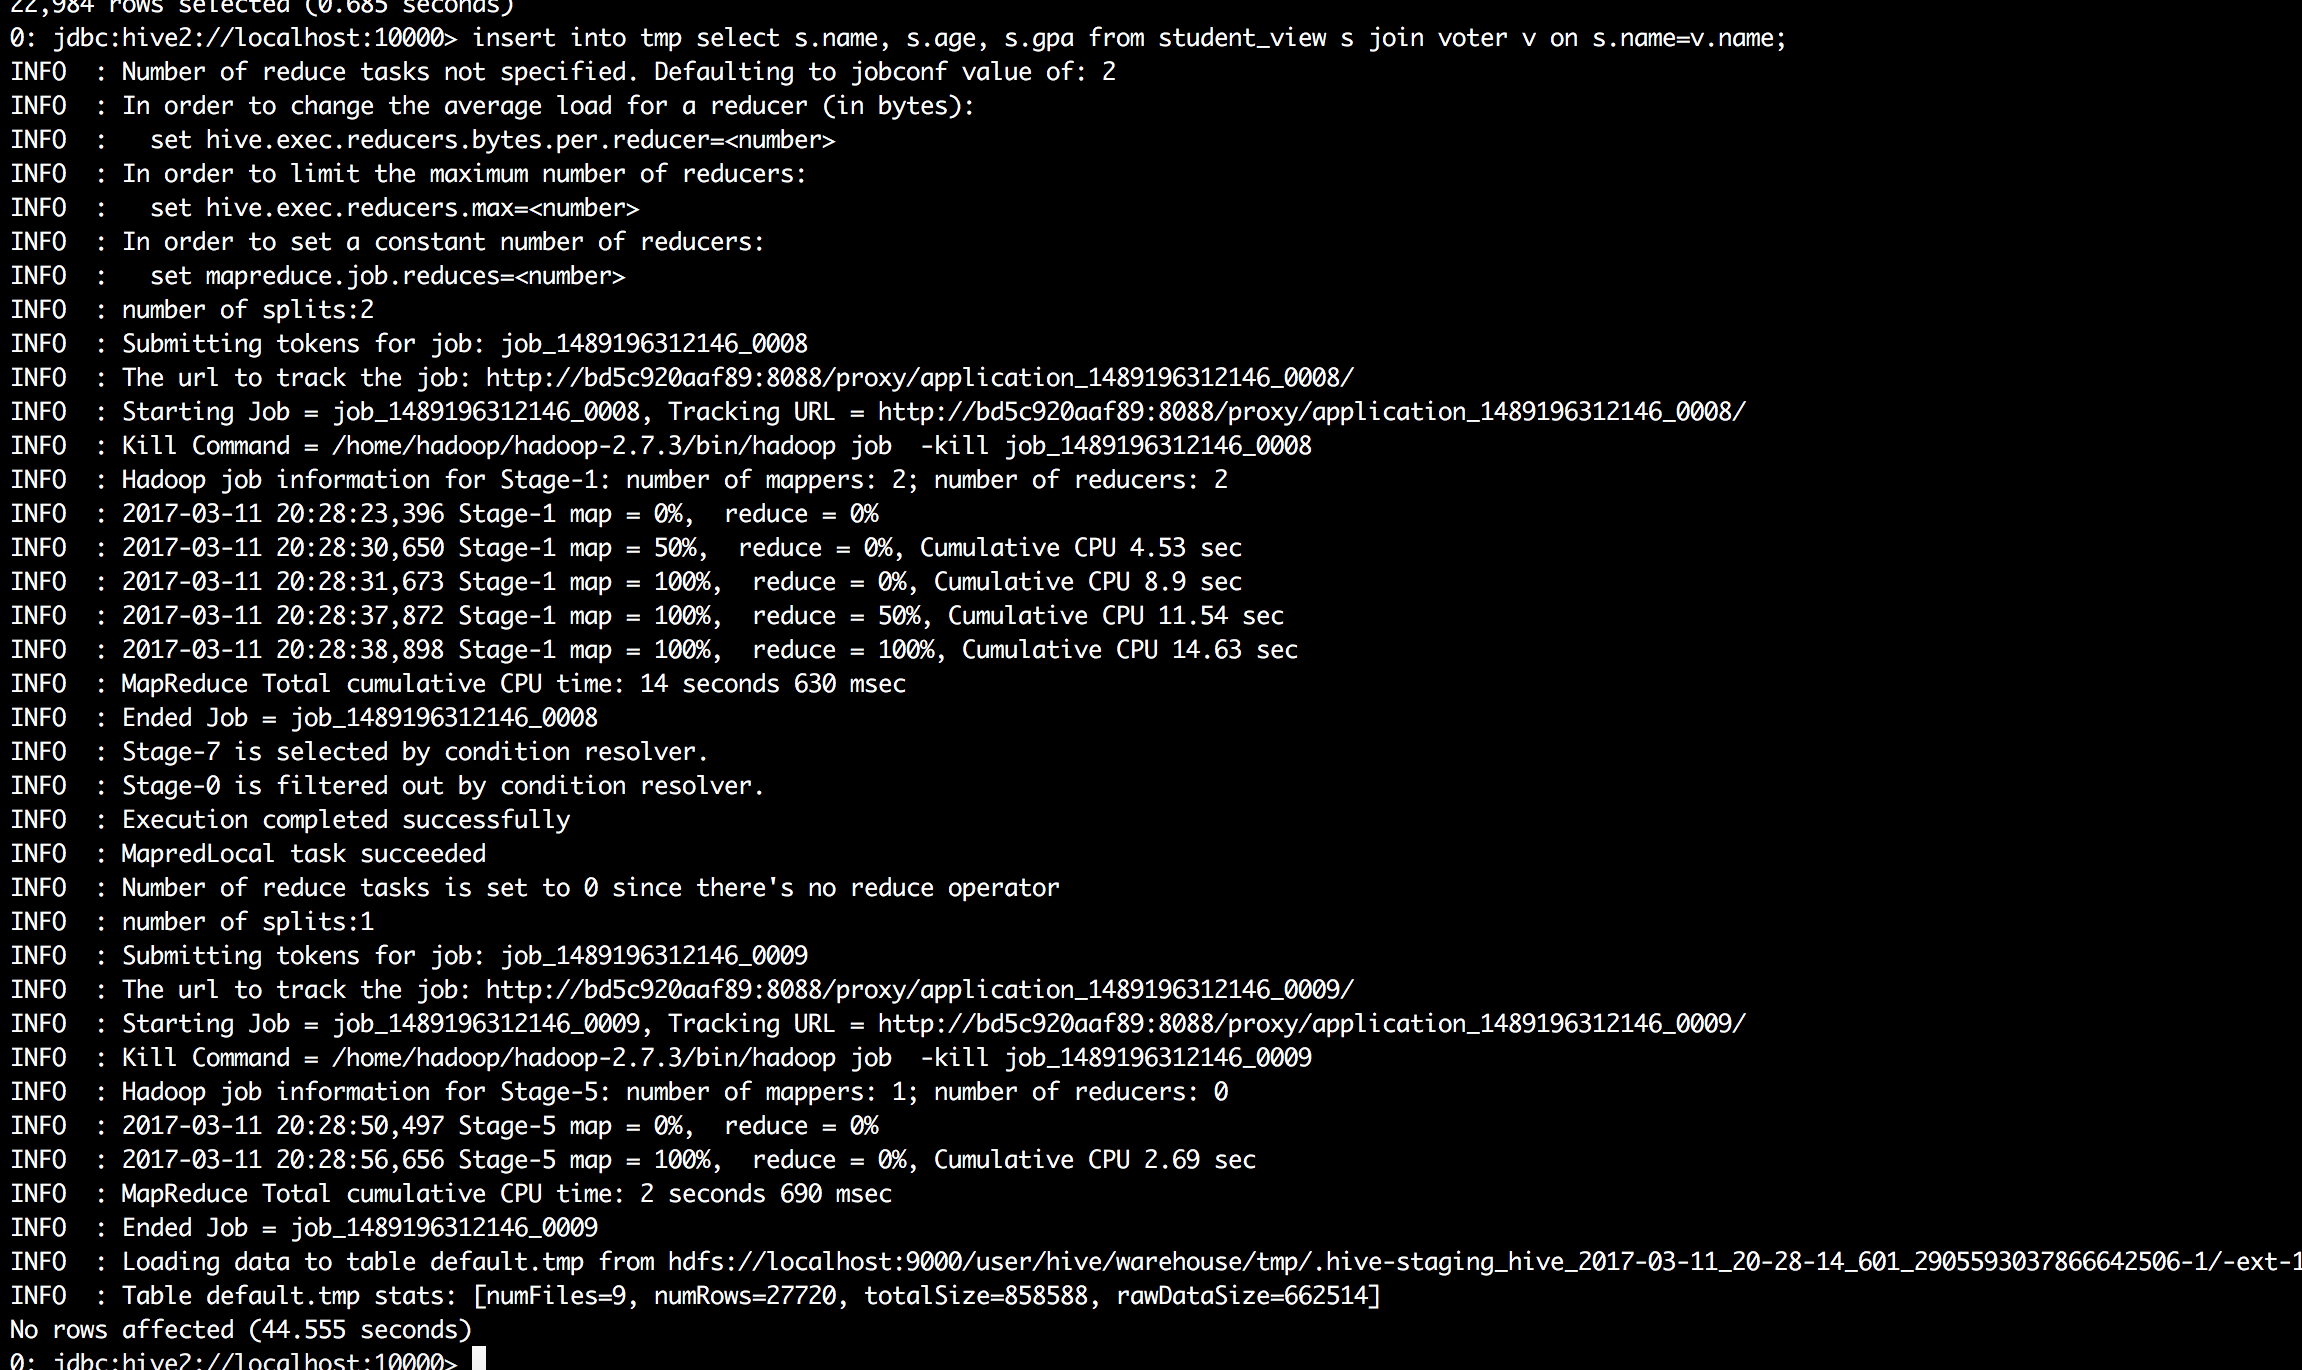 22,984 rows selected (0.685 seconds)
0: jdbc:hive2://localhost:10000> insert into tmp select s.name, s.age, s.gpa from student_view s join voter v on s.name=v.name;
INFO  : Number of reduce tasks not specified. Defaulting to jobconf value of: 2
INFO  : In order to change the average load for a reducer (in bytes):
INFO  :   set hive.exec.reducers.bytes.per.reducer=<number>
INFO  : In order to limit the maximum number of reducers:
INFO  :   set hive.exec.reducers.max=<number>
INFO  : In order to set a constant number of reducers:
INFO  :   set mapreduce.job.reduces=<number>
INFO  : number of splits:2
INFO  : Submitting tokens for job: job_1489196312146_0008
INFO  : The url to track the job: http://bd5c920aaf89:8088/proxy/application_1489196312146_0008/
INFO  : Starting Job = job_1489196312146_0008, Tracking URL = http://bd5c920aaf89:8088/proxy/application_1489196312146_0008/
INFO  : Kill Command = /home/hadoop/hadoop-2.7.3/bin/hadoop job  -kill job_1489196312146_0008
INFO  : Hadoop job information for Stage-1: number of mappers: 2; number of reducers: 2
INFO  : 2017-03-11 20:28:23,396 Stage-1 map = 0%,  reduce = 0%
INFO  : 2017-03-11 20:28:30,650 Stage-1 map = 50%,  reduce = 0%, Cumulative CPU 4.53 sec
INFO  : 2017-03-11 20:28:31,673 Stage-1 map = 100%,  reduce = 0%, Cumulative CPU 8.9 sec
INFO  : 2017-03-11 20:28:37,872 Stage-1 map = 100%,  reduce = 50%, Cumulative CPU 11.54 sec
INFO  : 2017-03-11 20:28:38,898 Stage-1 map = 100%,  reduce = 100%, Cumulative CPU 14.63 sec
INFO  : MapReduce Total cumulative CPU time: 14 seconds 630 msec
INFO  : Ended Job = job_1489196312146_0008
INFO  : Stage-7 is selected by condition resolver.
INFO  : Stage-0 is filtered out by condition resolver.
INFO  : Execution completed successfully
INFO  : MapredLocal task succeeded
INFO  : Number of reduce tasks is set to 0 since there's no reduce operator
INFO  : number of splits:1
INFO  : Submitting tokens for job: job_1489196312146_0009
INFO  : The url to track the job: http://bd5c920aaf89:8088/proxy/application_1489196312146_0009/
INFO  : Starting Job = job_1489196312146_0009, Tracking URL = http://bd5c920aaf89:8088/proxy/application_1489196312146_0009/
INFO  : Kill Command = /home/hadoop/hadoop-2.7.3/bin/hadoop job  -kill job_1489196312146_0009
INFO  : Hadoop job information for Stage-5: number of mappers: 1; number of reducers: 0
INFO  : 2017-03-11 20:28:50,497 Stage-5 map = 0%,  reduce = 0%
INFO  : 2017-03-11 20:28:56,656 Stage-5 map = 100%,  reduce = 0%, Cumulative CPU 2.69 sec
INFO  : MapReduce Total cumulative CPU time: 2 seconds 690 msec
INFO  : Ended Job = job_1489196312146_0009
INFO  : Loading data to table default.tmp from hdfs://localhost:9000/user/hive/warehouse/tmp/.hive-staging_hive_2017-03-11_20-28-14_601_2905593037866642506-1/-ext-1
INFO  : Table default.tmp stats: [numFiles=9, numRows=27720, totalSize=858588, rawDataSize=662514]
No rows affected (44.555 seconds)
0: jdbc:hive2://localhost:10000>